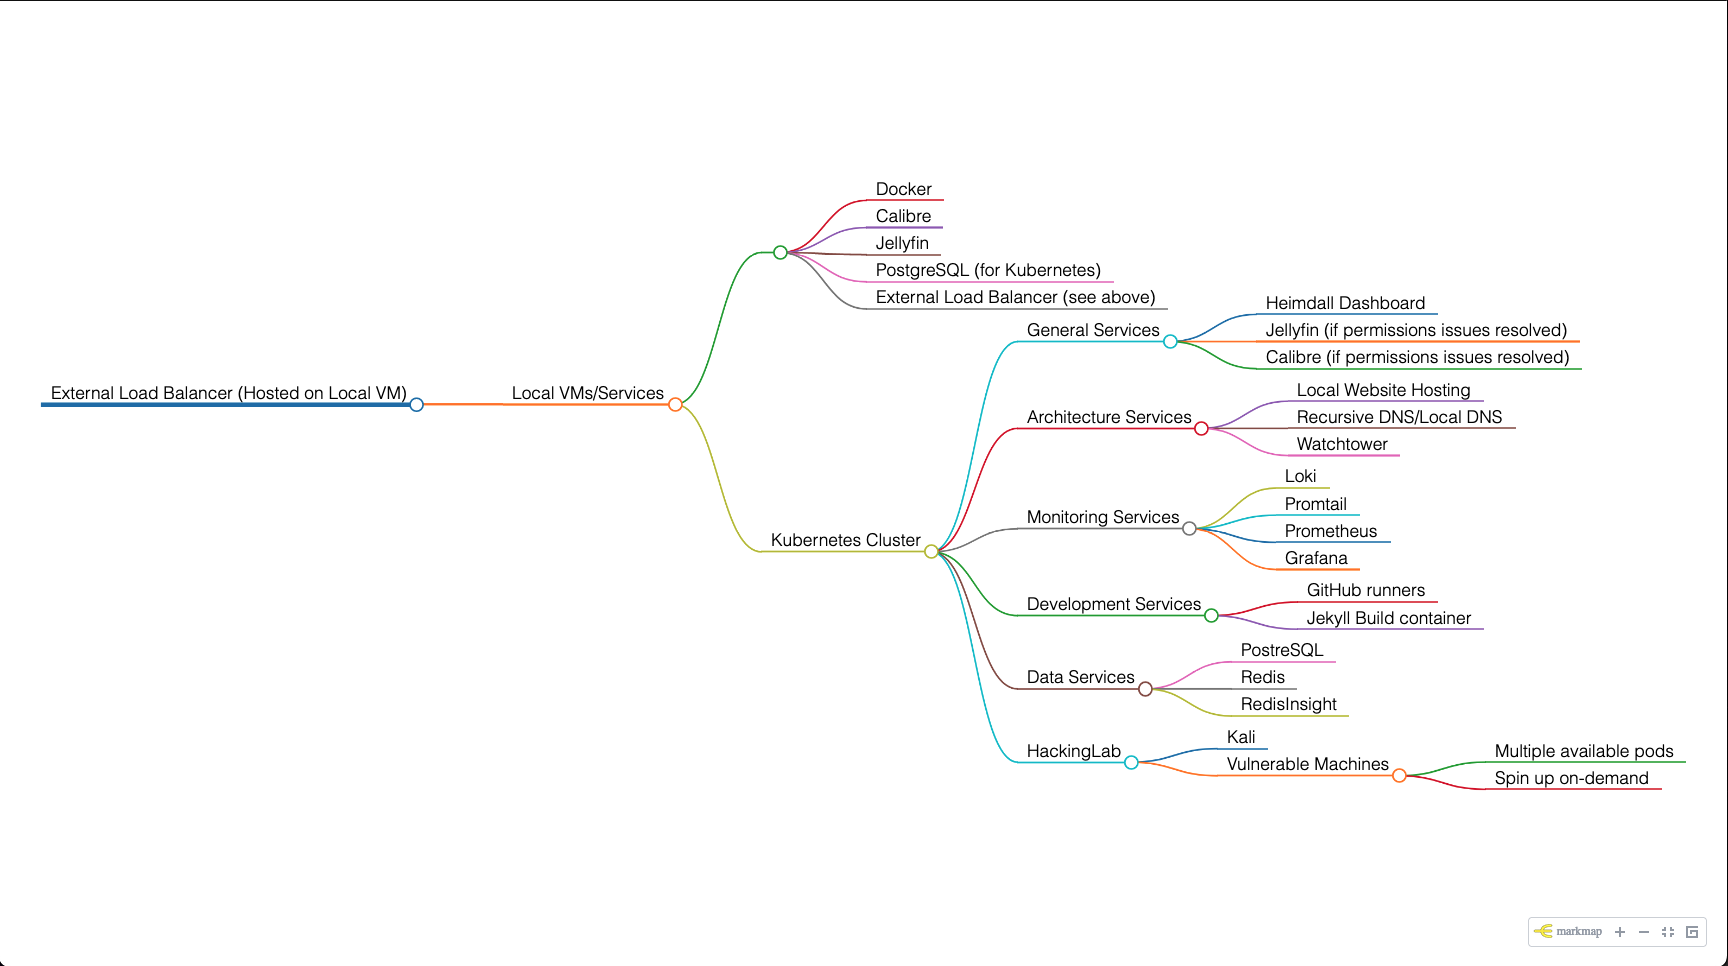 External Load Balancer (Hosted on Local VM)
Local VMs/Services
Docker
Calibre
Jellyfin
PostgreSQL (for Kubernetes)
External Load Balancer (see above)
Kubernetes Cluster
General Services
Heimdall Dashboard
Jellyfin (if permissions issues resolved)
Calibre (if permissions issues resolved)
Architecture Services
Local Website Hosting
Recursive DNS/Local DNS
Watchtower
Monitoring Services
Loki
Promtail
Prometheus
Grafana
Development Services
GitHub runners
Jekyll Build container
Data Services
PostreSQL
Redis
RedisInsight
HackingLab
Kali
Vulnerable Machines
Multiple available pods
Spin up on-demand
markmap